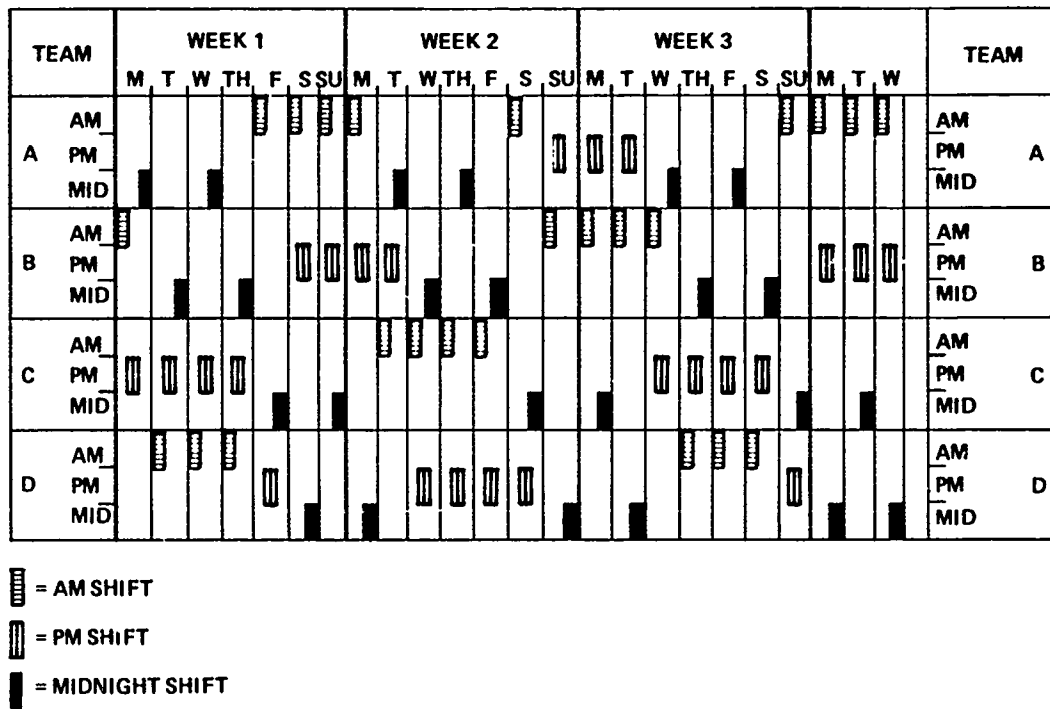 TEAM WEEK 1 WEEK 2 WEEK 3 TEAM
M T W TH F S SU M T W TH F S SU M T W TH F S SU M T W
AM AM
A PM PM A
MID MID
AM AM
B PM PM B
MID MID
AM AM
C PM PM C
MID MID
AM AM
D PM PM D
MID MID
= AM SHIFT
= PM SHIFT
= MIDNIGHT SHIFT